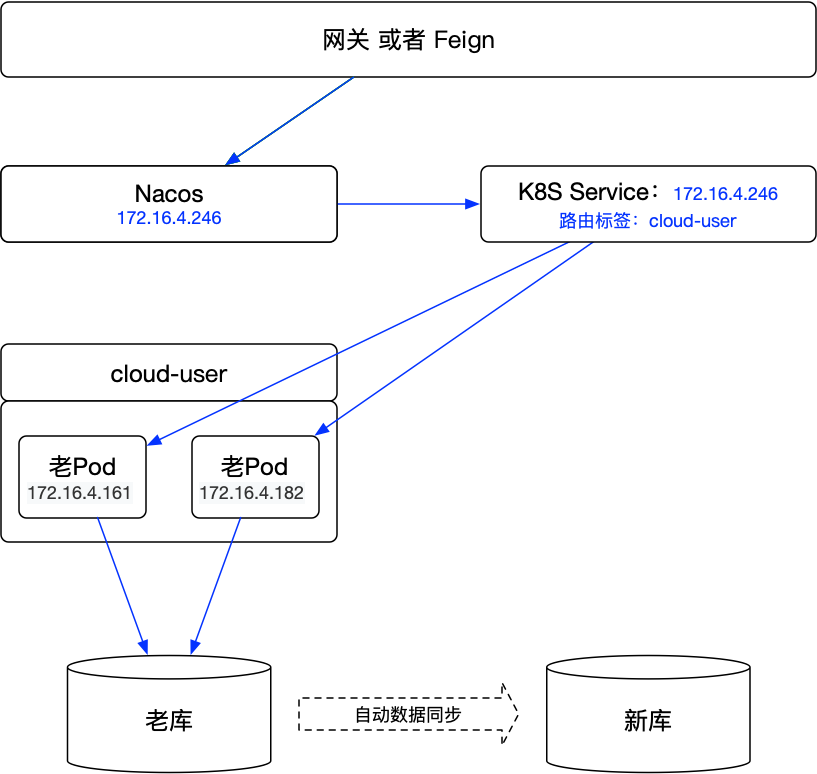 网关 或者 Feign
Nacos
172.16.4.246
K8S Service：172.16.4.246
路由标签：cloud-user
cloud-user
老Pod
172.16.4.161
老Pod
172.16.4.182
老库
自动数据同步
新库